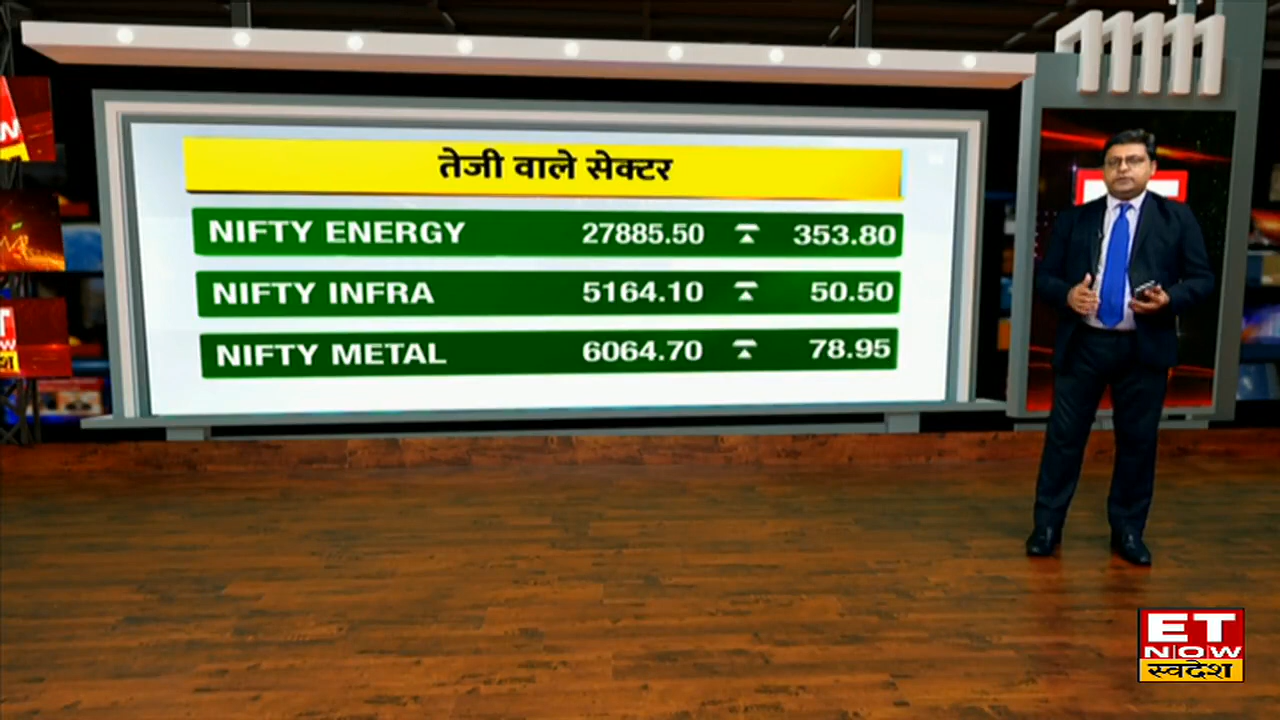 तेजी वाले सेक्टर
NIFTY ENERGY 27885.50 353.80
NIFTY INFRA 5164.10 50.50
NIFTY METAL 6064.70 78.95
ET
NOW
स्वदेश